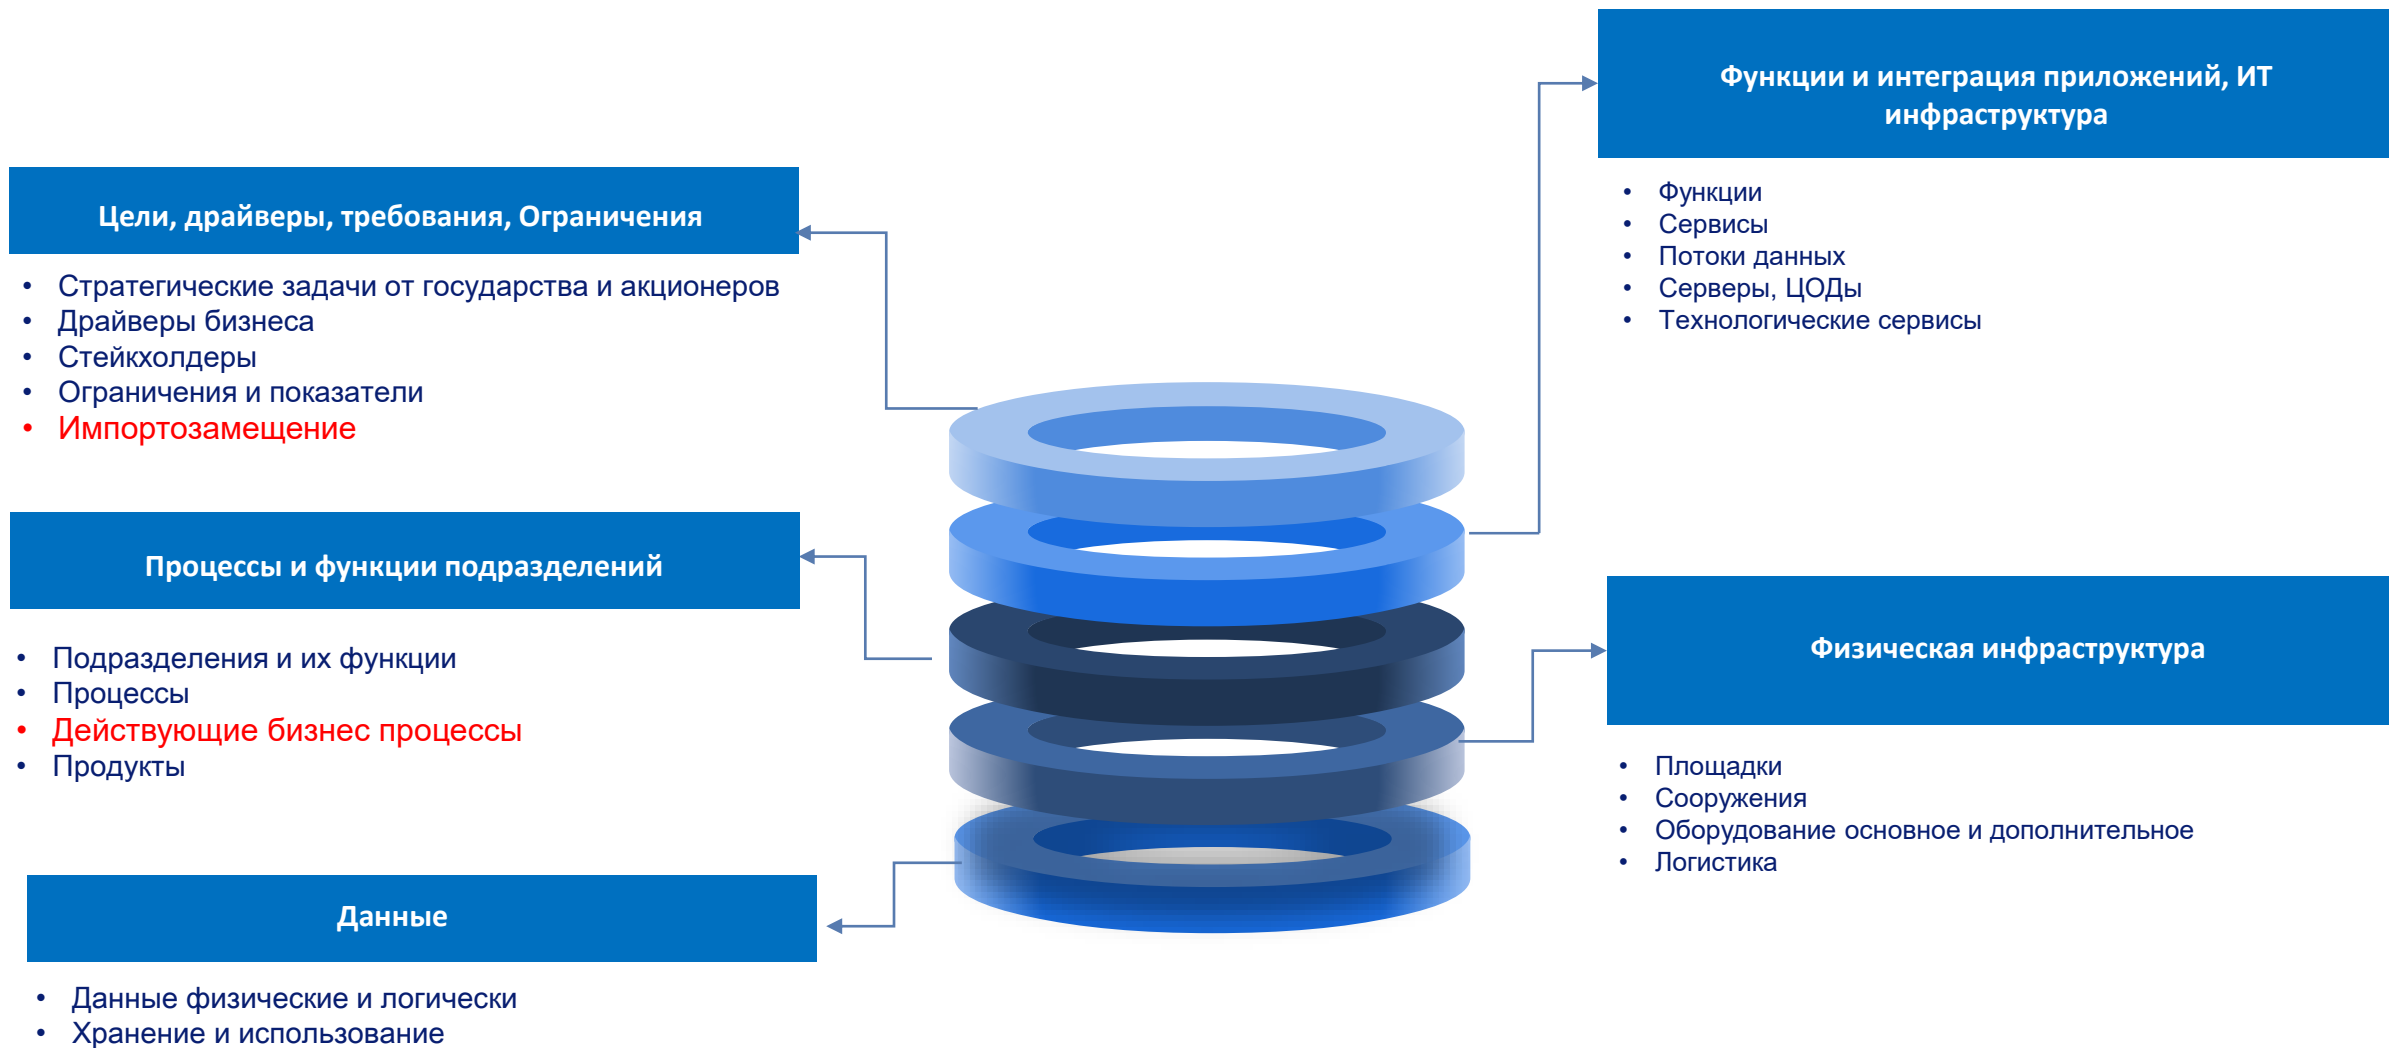 Цели, драйверы, требования, Ограничения
• Стратегические задачи от государства и акционеров
• Драйверы бизнеса
• Стейкхолдеры
• Ограничения и показатели
• Импортозамещение
Процессы и функции подразделений
• Подразделения и их функции
• Процессы
• Действующие бизнес процессы
• Продукты
Данные
• Данные физические и логически
• Хранение и использование
Функции и интеграция приложений, ИТ
инфраструктура
• Функции
• Сервисы
• Потоки данных
• Серверы, ЦОДы
• Технологические сервисы
Физическая инфраструктура
• Площадки
• Сооружения
• Оборудование основное и дополнительное
• Логистика